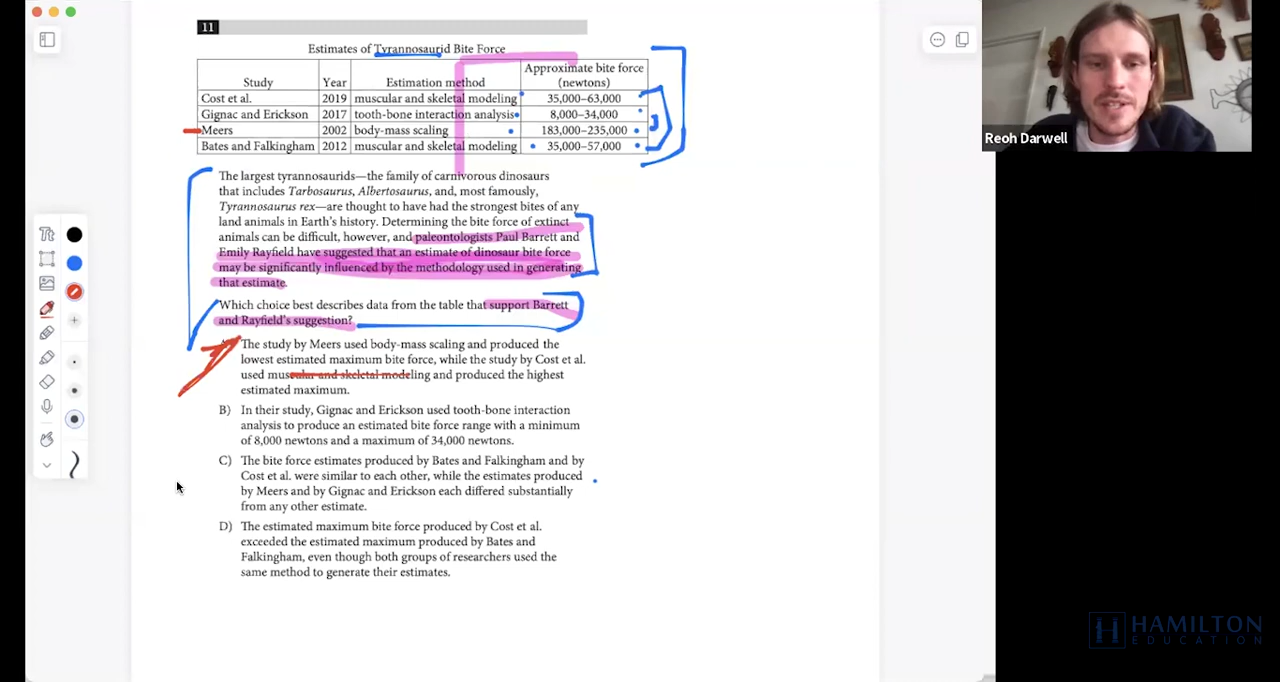 11
Estimates of Tyrannosaurid Bite Force
Study Year Estimation method Approximate bite force (newtons)
Cost et al. 2019 muscular and skeletal modeling 35,000–63,000
Gignac and Erickson 2017 tooth-bone interaction analysis 8,000–34,000
Meers 2002 body-mass scaling 183,000–235,000
Bates and Falkingham 2012 muscular and skeletal modeling 35,000–57,000
The largest tyrannosaurids—the family of carnivorous dinosaurs
that includes Tarbosaurus, Albertosaurus, and, most famously,
Tyrannosaurus rex—are thought to have had the strongest bites of any
land animals in Earth's history. Determining the bite force of extinct
animals can be difficult, however, and paleontologists Paul Barrett and
Emily Rayfield have suggested that an estimate of dinosaur bite force
may be significantly influenced by the methodology used in generating
that estimate.
Which choice best describes data from the table that support Barrett
and Rayfield's suggestion?
The study by Meers used body-mass scaling and produced the
lowest estimated maximum bite force, while the study by Cost et al.
used muscular and skeletal modeling and produced the highest
estimated maximum.
B) In their study, Gignac and Erickson used tooth-bone interaction
analysis to produce an estimated bite force range with a minimum
of 8,000 newtons and a maximum of 34,000 newtons.
C) The bite force estimates produced by Bates and Falkingham and by
Cost et al. were similar to each other, while the estimates produced
by Meers and by Gignac and Erickson each differed substantially
from any other estimate.
D) The estimated maximum bite force produced by Cost et al.
exceeded the estimated maximum produced by Bates and
Falkingham, even though both groups of researchers used the
same method to generate their estimates.
Reoh Darwell
HAMILTON
EDUCATION